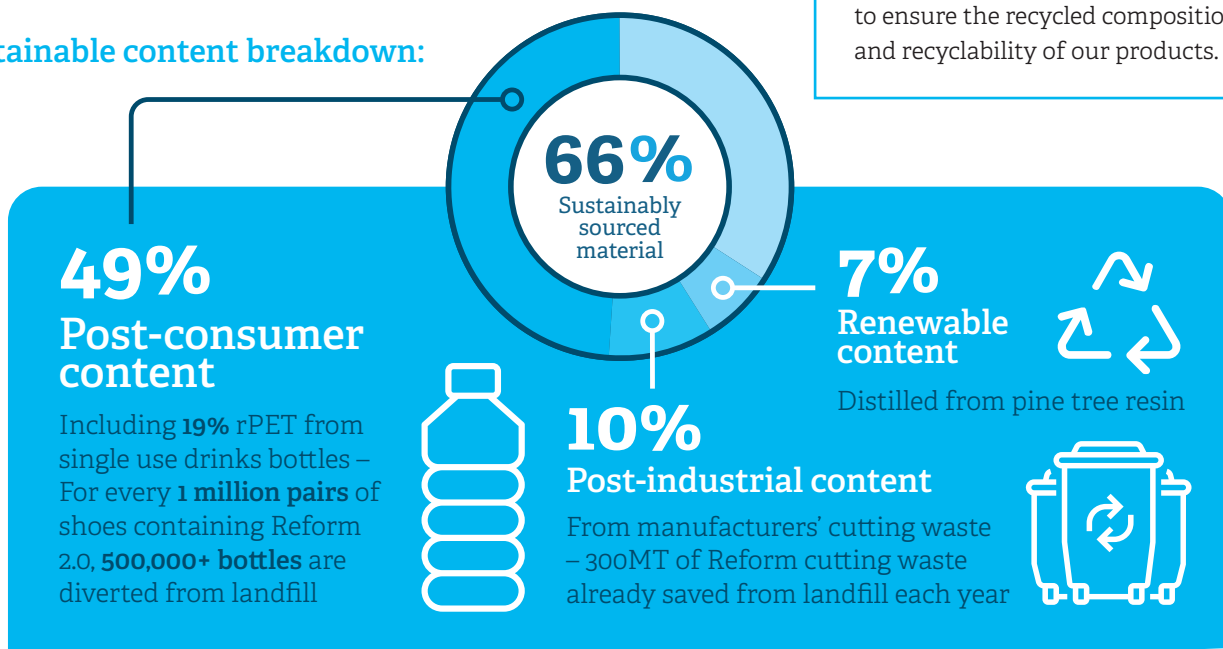 to ensure the recycled composition
and recyclability of our products.
tainable content breakdown:
66%
Sustainably
sourced
material
49%
Post-consumer
content
Including 19% rPET from
single use drinks bottles –
For every 1 million pairs of
shoes containing Reform
2.0, 500,000+ bottles are
diverted from landfill
10%
Post-industrial content
From manufacturers’ cutting waste
– 300MT of Reform cutting waste
already saved from landfill each year
7%
Renewable
content
Distilled from pine tree resin